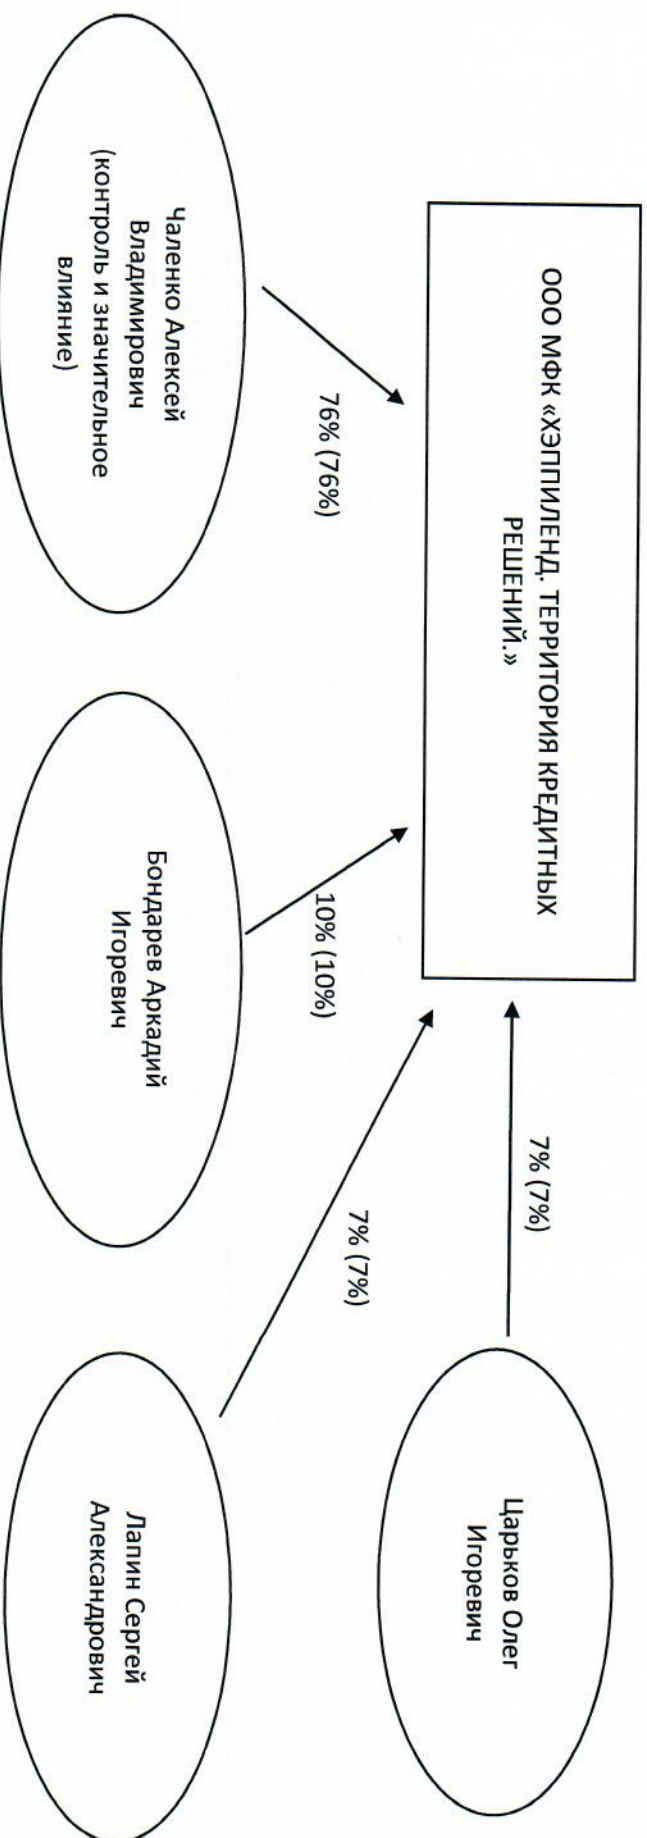 ООО МФК «ХЭППИЛЕНД. ТЕРРИТОРИЯ КРЕДИТНЫХ
РЕШЕНИЙ.»
7% (7%)
Царьков Олег
Игоревич
76% (76%)
10% (10%)
7% (7%)
Чаленко Алексей
Владимирович
(контроль и значительное
влияние)
Бондарев Аркадий
Игоревич
Лапин Сергей
Александрович